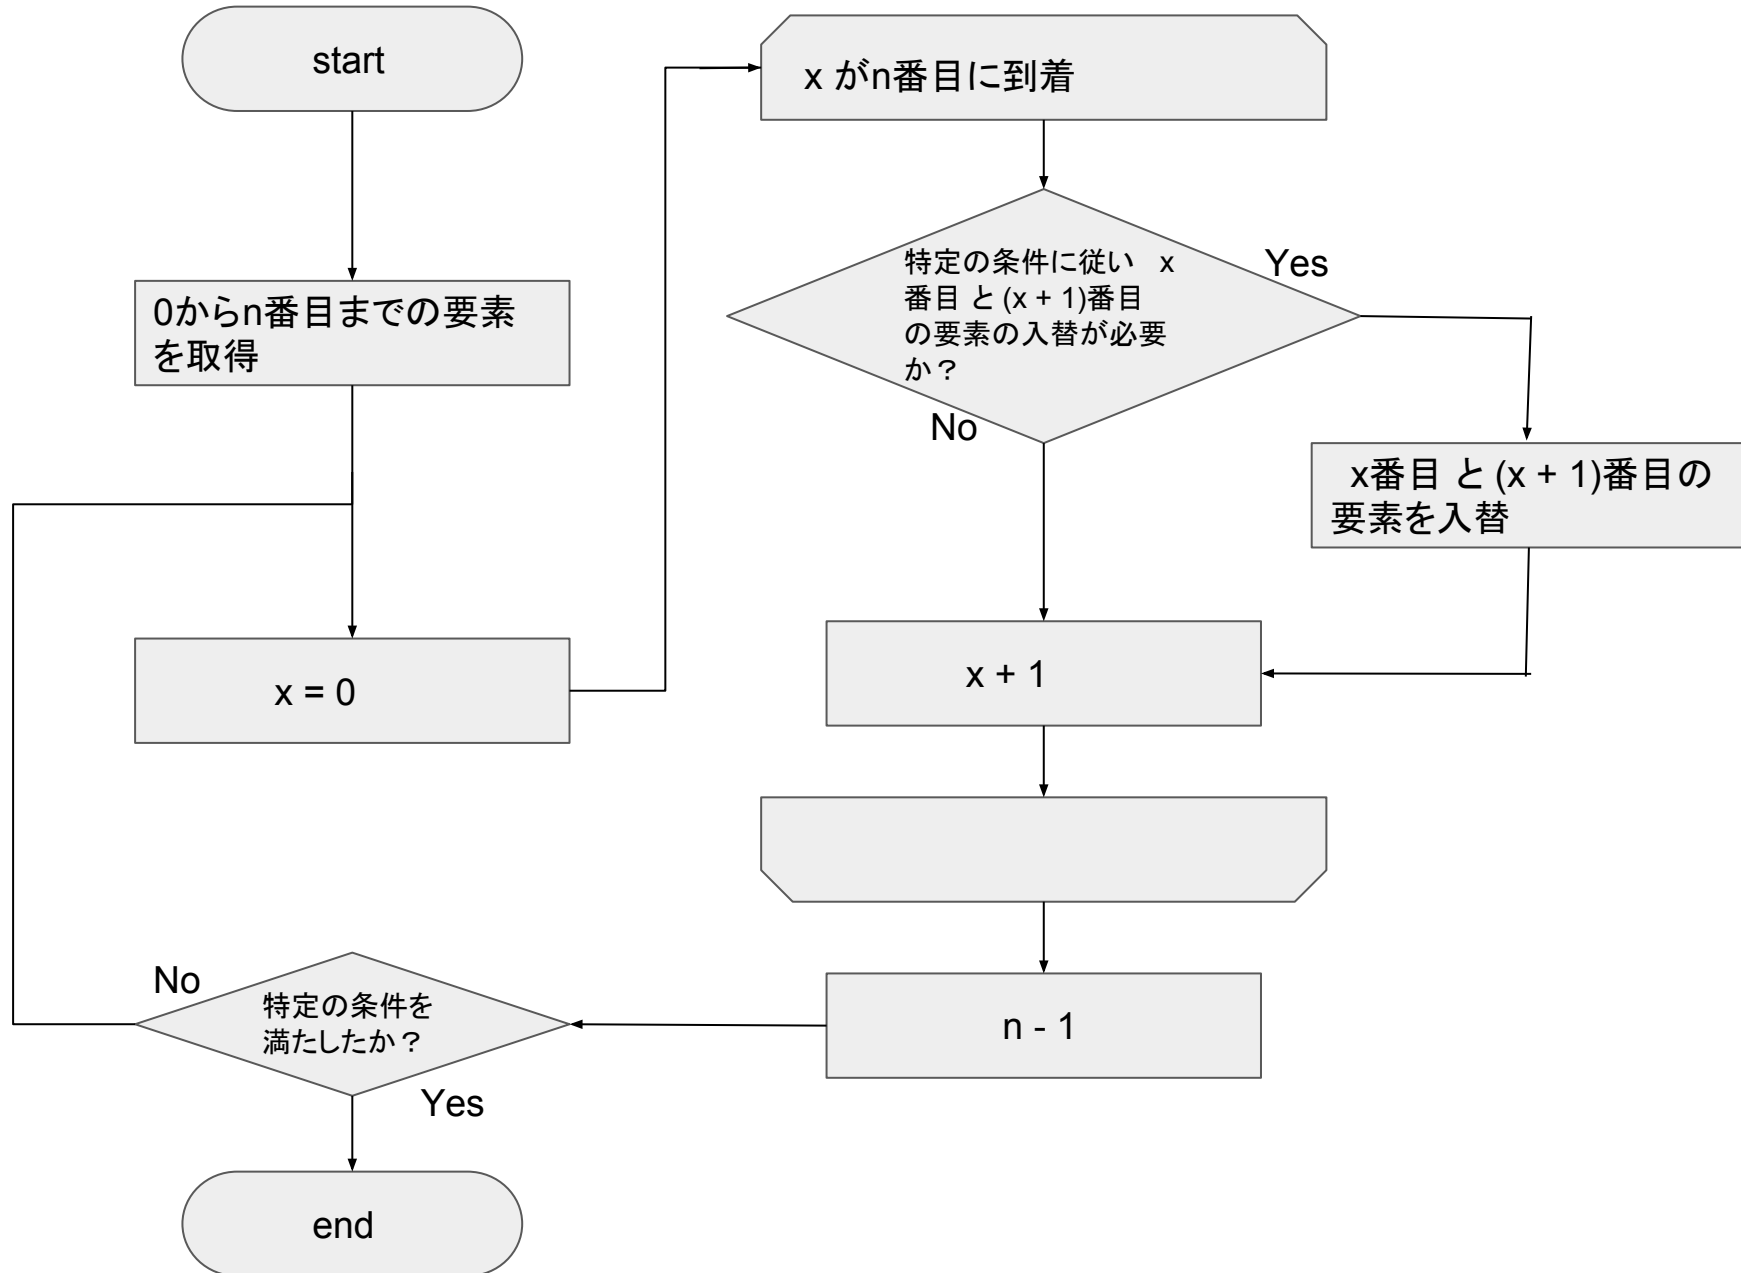 start
0からn番目までの要素
を取得
x = 0
x がn番目に到着
特定の条件に従い　x
番目 と (x + 1)番目
の要素の入替が必要
か？
Yes
No
x番目 と (x + 1)番目の
要素を入替
x + 1
n - 1
特定の条件を
満たしたか？
No
Yes
end